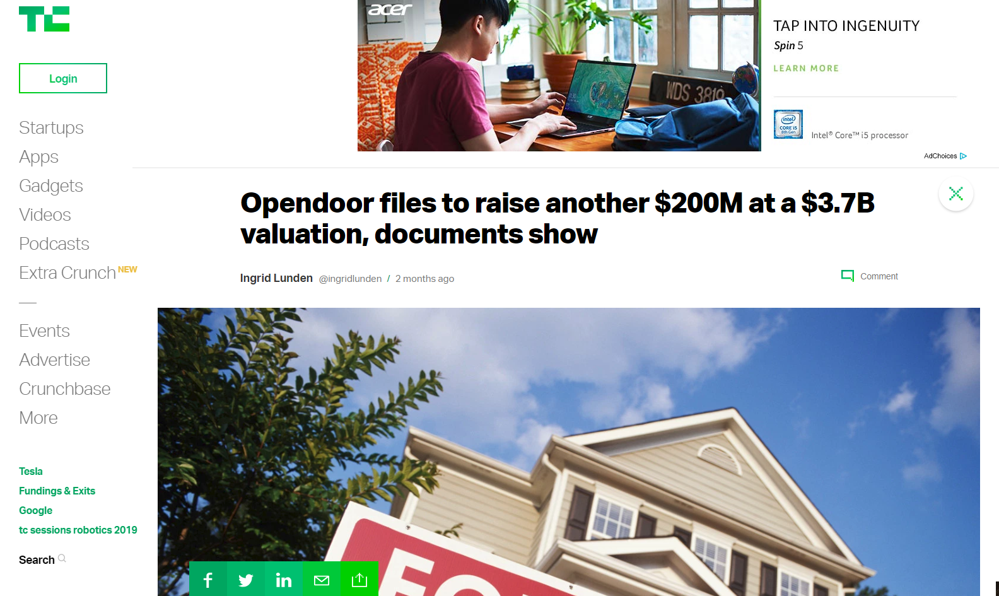 TC
Login
Startups
Apps
Gadgets
Videos
Podcasts
Extra Crunch NEW
Events
Advertise
Crunchbase
More
Tesla
Fundings & Exits
Google
tc sessions robotics 2019
Search
acer
WDS 3819
TAP INTO INGENUITY
Spin 5
LEARN MORE
intel
CORE i5
8th Gen
Intel® Core™ i5 processor
AdChoices
Opendoor files to raise another $200M at a $3.7B
valuation, documents show
Ingrid Lunden @ingridlunden / 2 months ago
Comment
FO
f in